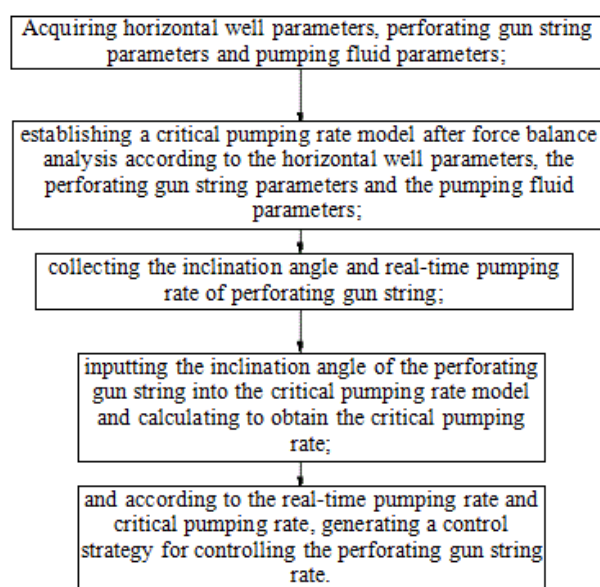 Acquiring horizontal well parameters, perforating gun string
parameters and pumping fluid parameters;
establishing a critical pumping rate model after force balance
analysis according to the horizontal well parameters, the
perforating gun string parameters and the pumping fluid
parameters;
collecting the inclination angle and real-time pumping
rate of perforating gun string;
inputting the inclination angle of the perforating
gun string into the critical pumping rate model
and calculating to obtain the critical pumping
rate;
and according to the real-time pumping rate and
critical pumping rate, generating a control
strategy for controlling the perforating gun string
rate.